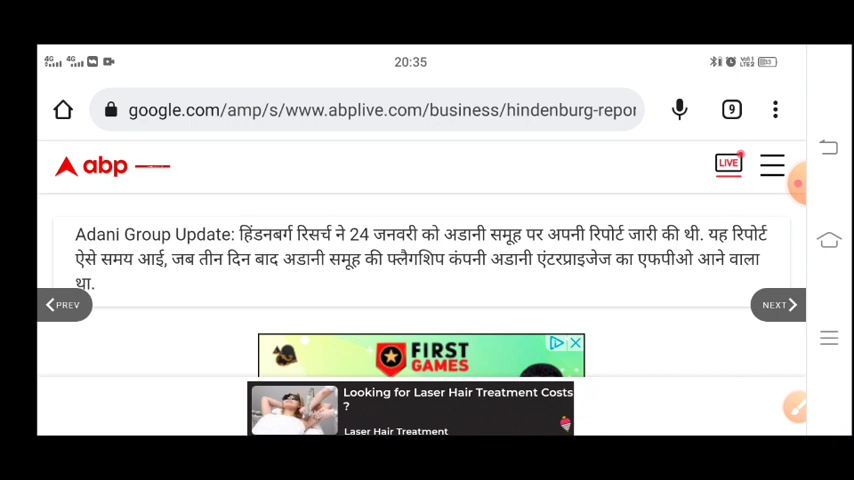 20:35
google.com/amp/s/www.abplive.com/business/hindenburg-repor
9
abp
LIVE
Adani Group Update: हिंडनबर्ग रिसर्च ने 24 जनवरी को अडानी समूह पर अपनी रिपोर्ट जारी की थी. यह रिपोर्ट
ऐसे समय आई, जब तीन दिन बाद अडानी समूह की फ्लैगशिप कंपनी अडानी एंटरप्राइजेज का एफपीओ आने वाला
था.
PREV
NEXT
FIRST
GAMES
Looking for Laser Hair Treatment Costs
?
Laser Hair Treatment